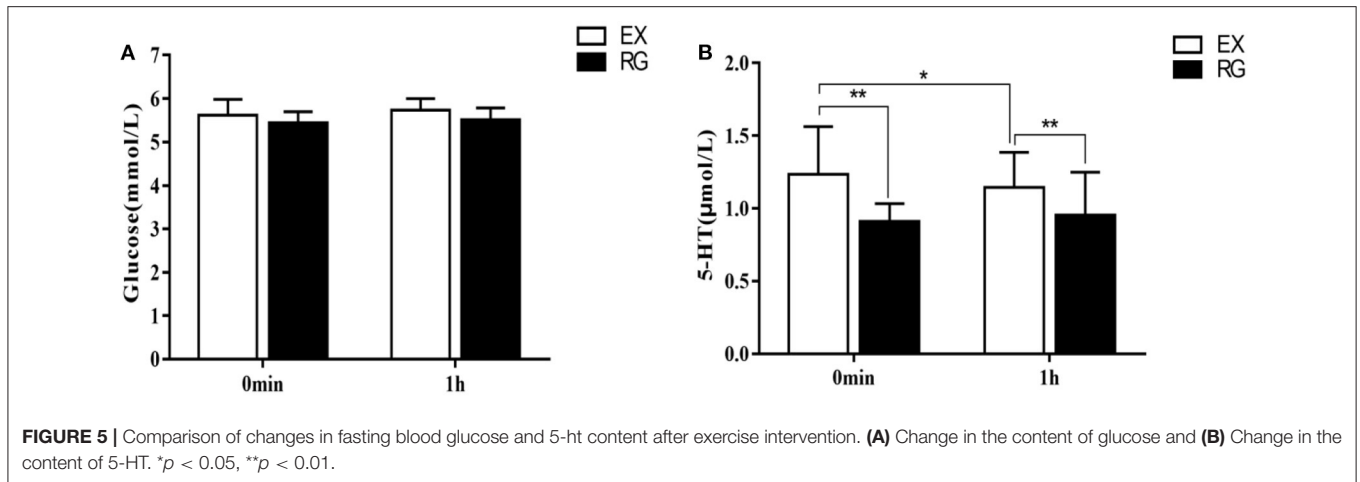 A
EX
RG
Glucose(mmol/L)
7
6
5
4
3
2
1
0
0min
1h
B
EX
RG
5-HT(μmol/L)
2.0
1.5
1.0
0.5
0.0
*
**
**
0min
1h
FIGURE 5 | Comparison of changes in fasting blood glucose and 5-ht content after exercise intervention. (A) Change in the content of glucose and (B) Change in the
content of 5-HT. *p < 0.05, **p < 0.01.